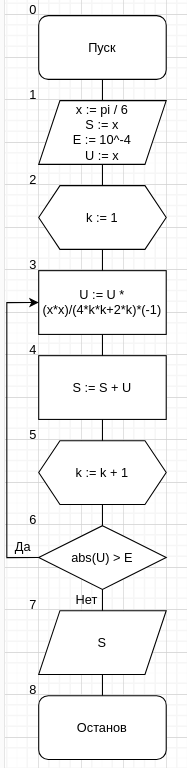 0
Пуск
1
x := pi / 6
S := x
E := 10^-4
U := x
2
k := 1
3
U := U *
(x*x)/(4*k*k+2*k)*(-1)
4
S := S + U
5
k := k + 1
6
abs(U) > E
Да
Нет
7
S
8
Останов